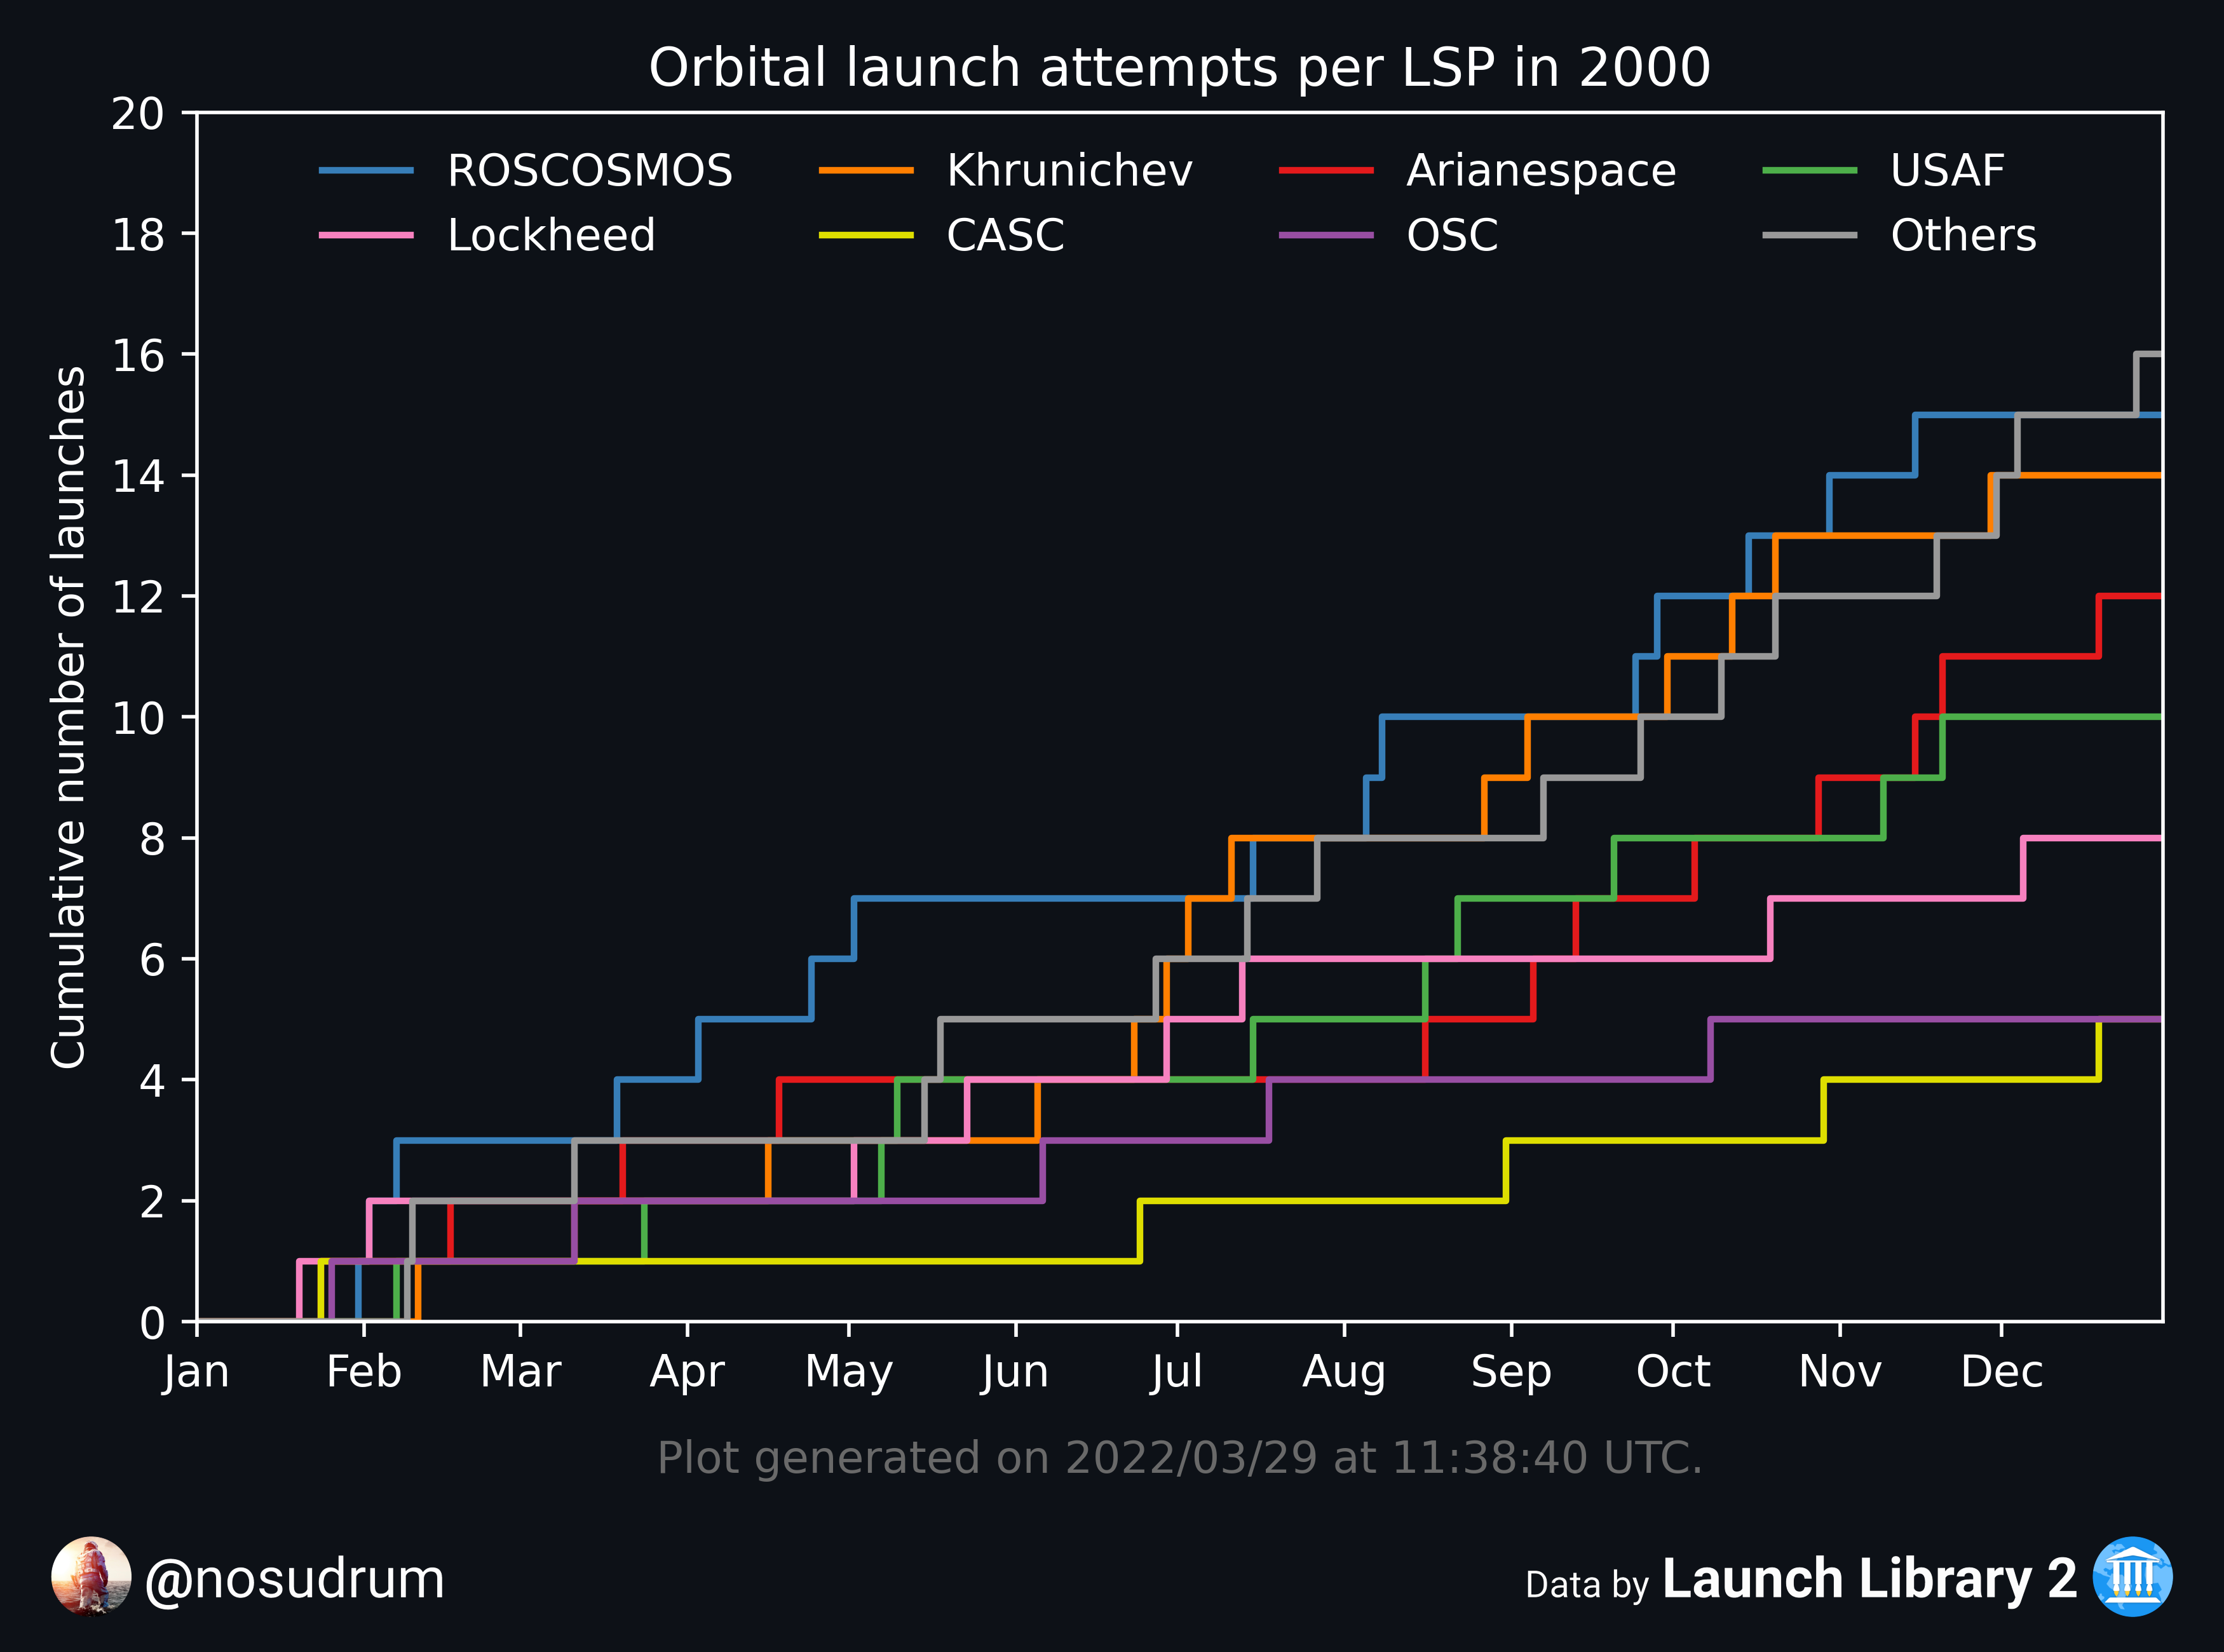 Orbital launch attempts per LSP in 2000
20
18
16
14
12
10
8
6
4
2
0
Cumulative number of launches
ROSCOSMOS Khrunichev Arianespace USAF
Lockheed CASC OSC Others
Jan Feb Mar Apr May Jun Jul Aug Sep Oct Nov Dec
Plot generated on 2022/03/29 at 11:38:40 UTC.
@nosudrum Data by Launch Library 2